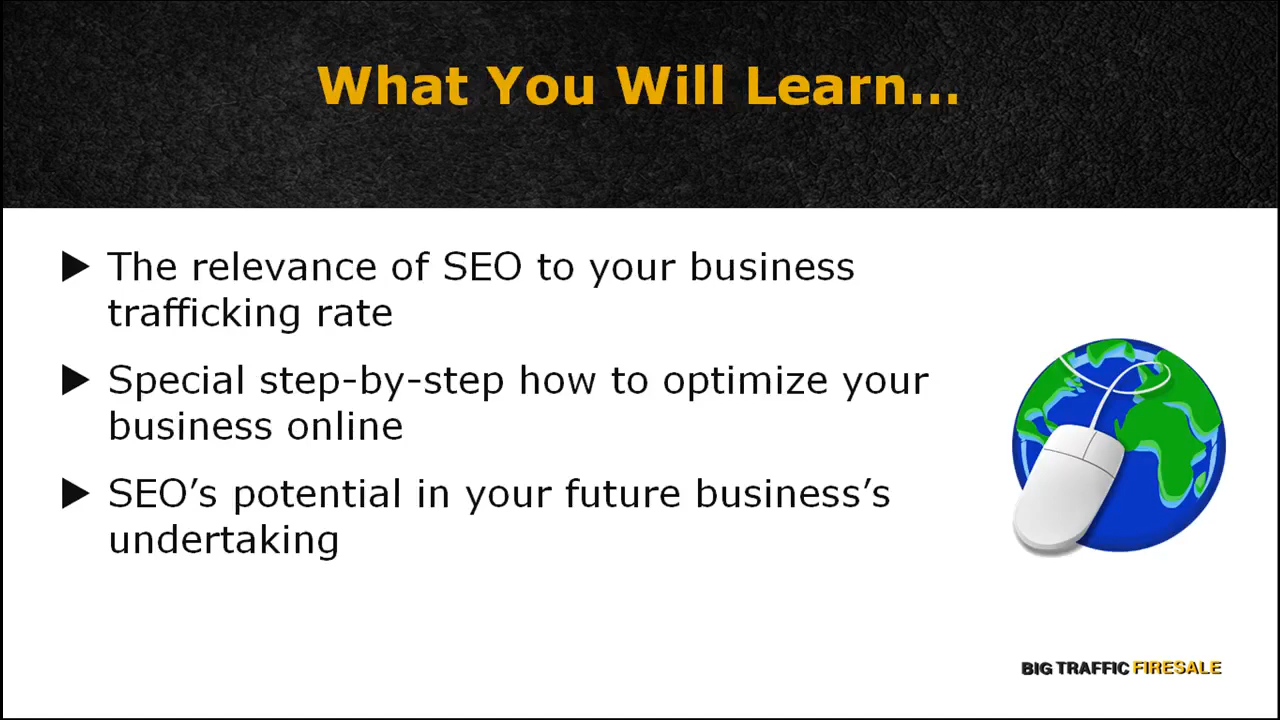 What You Will Learn...
The relevance of SEO to your business
trafficking rate
Special step-by-step how to optimize your
business online
SEO’s potential in your future business’s
undertaking
BIG TRAFFIC FIRESALE